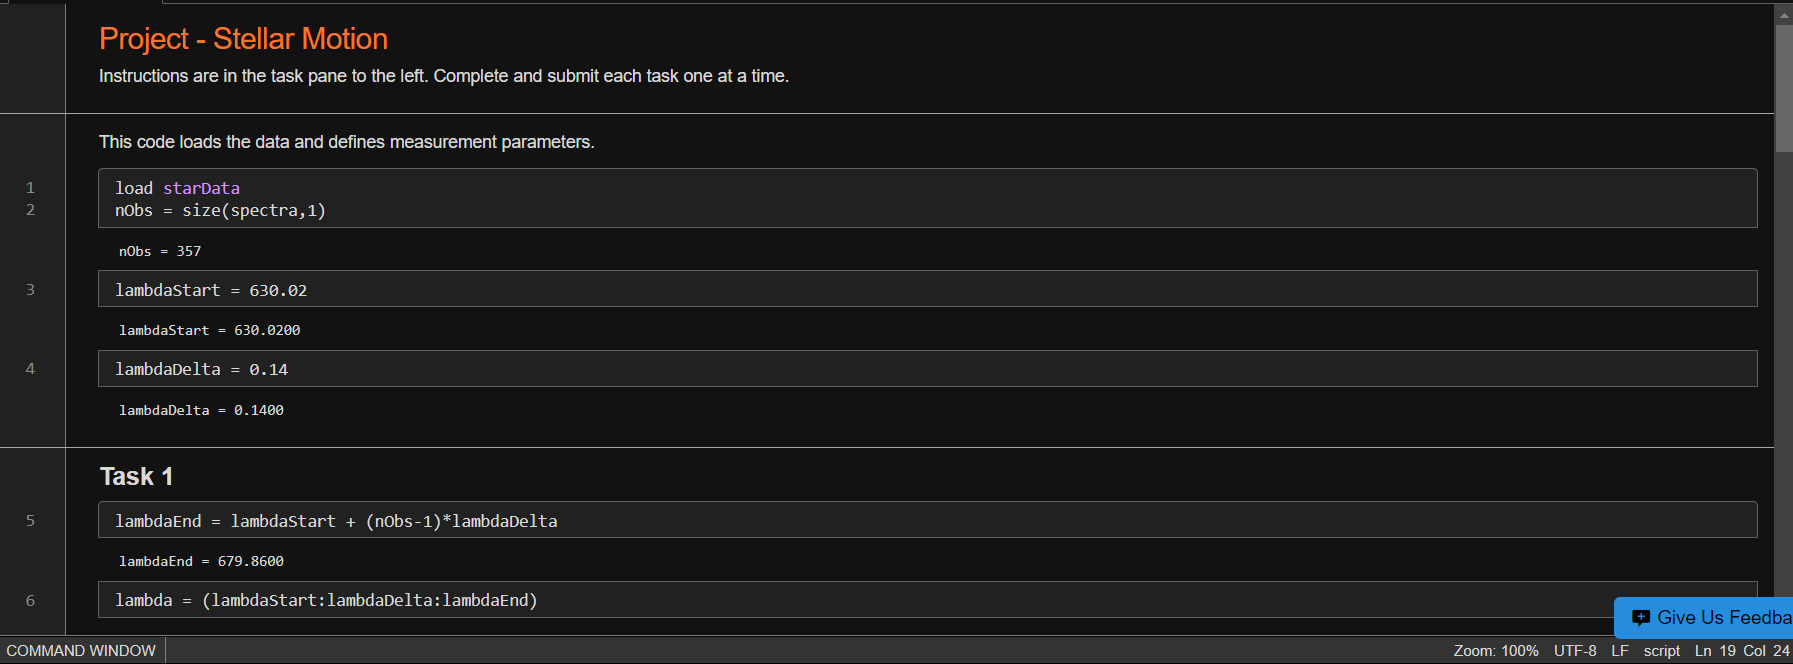 Project - Stellar Motion
Instructions are in the task pane to the left. Complete and submit each task one at a time.
This code loads the data and defines measurement parameters.
1 load starData
2 nObs = size(spectra,1)
nObs = 357
3 lambdaStart = 630.02
lambdaStart = 630.0200
4 lambdaDelta = 0.14
lambdaDelta = 0.1400
Task 1
5 lambdaEnd = lambdaStart + (nObs-1)*lambdaDelta
lambdaEnd = 679.8600
6 lambda = (lambdaStart:lambdaDelta:lambdaEnd)
Give Us Feedba
COMMAND WINDOW Zoom: 100% UTF-8 LF script Ln 19 Col 24